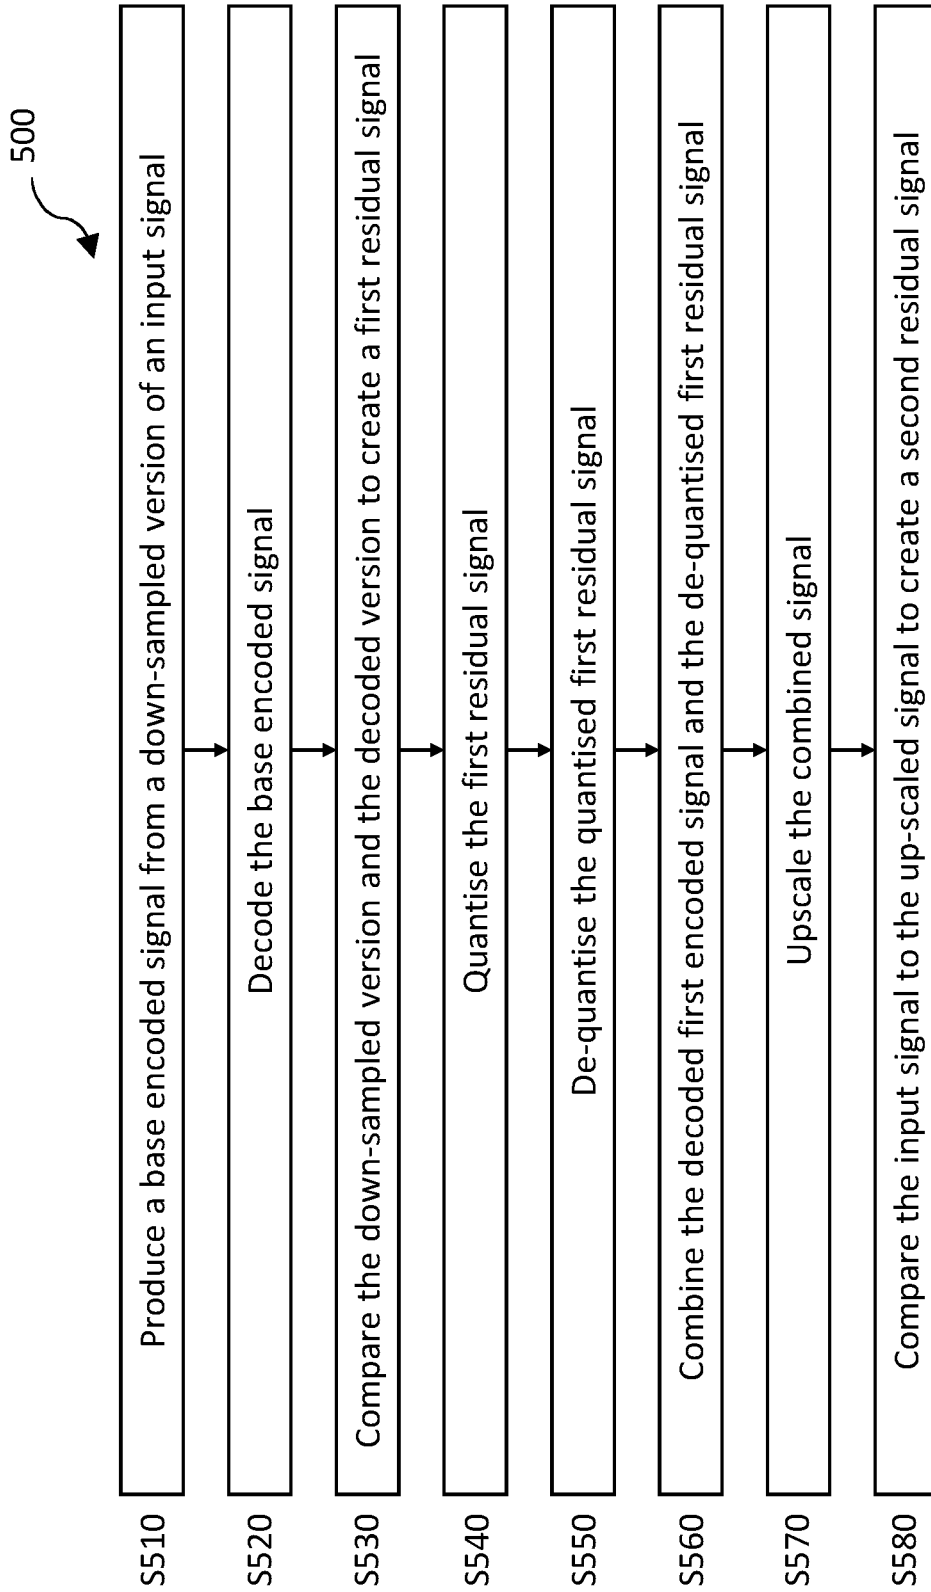 500
S510
Produce a base encoded signal from a down-sampled version of an input signal
S520
Decode the base encoded signal
S530
Compare the down-sampled version and the decoded version to create a first residual signal
S540
Quantise the first residual signal
S550
De-quantise the quantised first residual signal
S560
Combine the decoded first encoded signal and the de-quantised first residual signal
S570
Upscale the combined signal
S580
Compare the input signal to the up-scaled signal to create a second residual signal